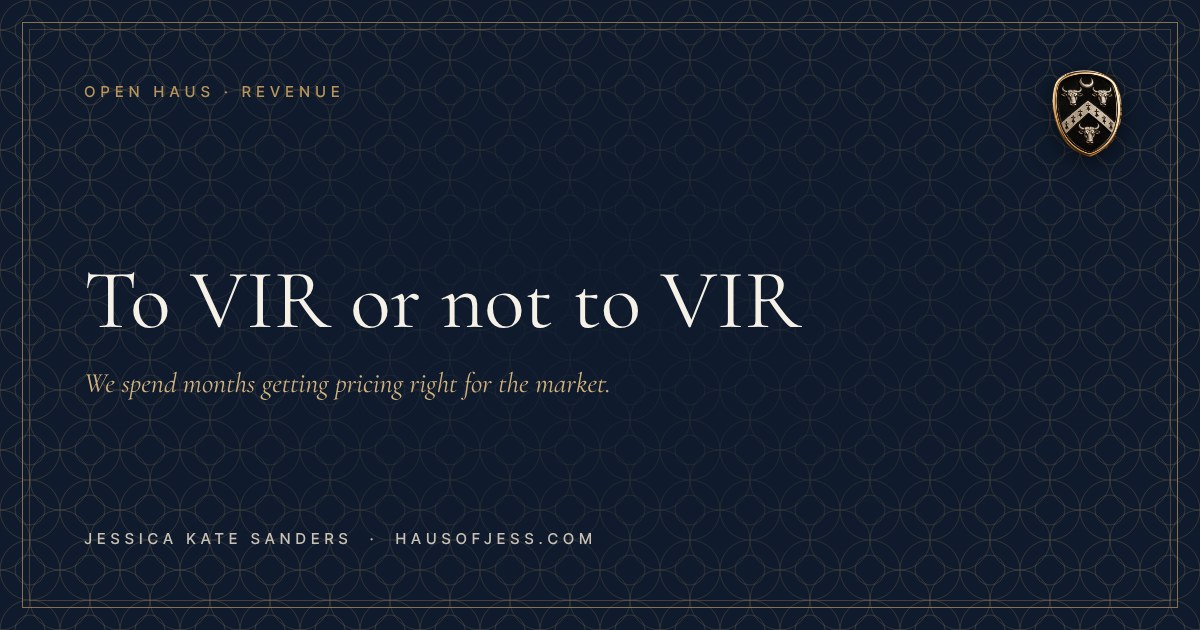 OPEN HAUS · REVENUE
To VIR or not to VIR
We spend months getting pricing right for the market.
JESSICA KATE SANDERS · HAUSOFJESS.COM